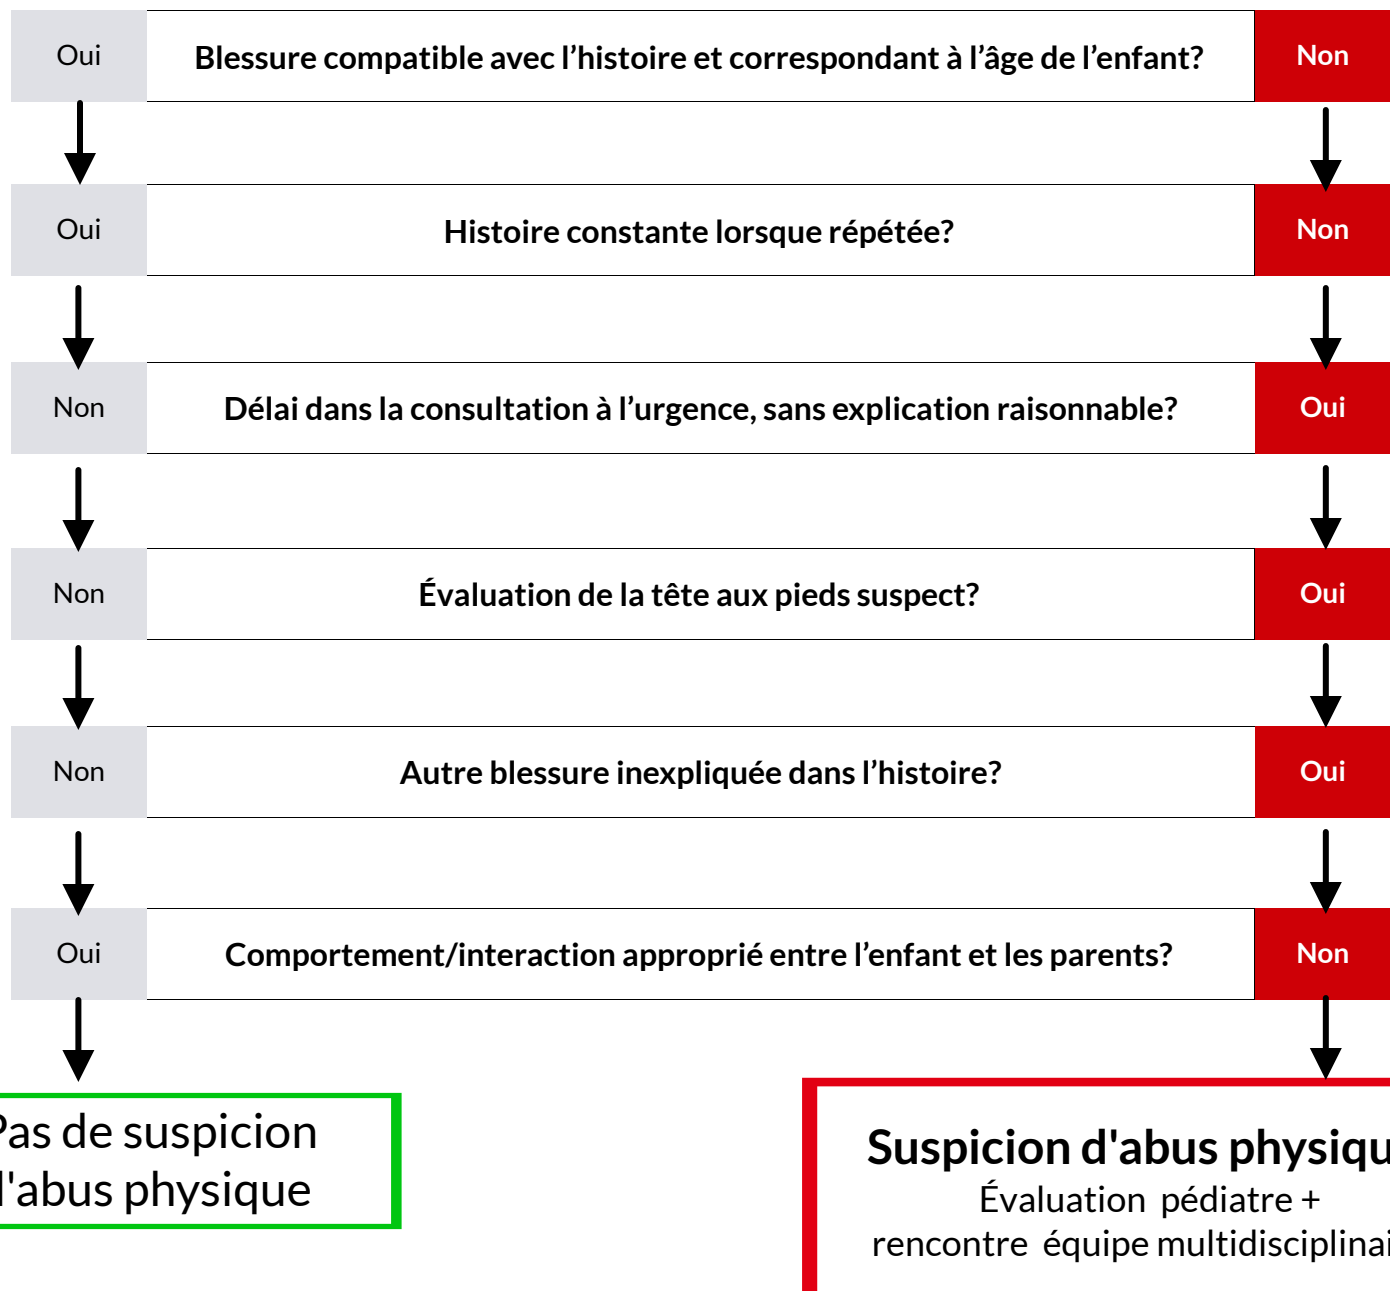 Oui Blessure compatible avec l’histoire et correspondant à l’âge de l’enfant? Non
Oui Histoire constante lorsque répétée? Non
Non Délai dans la consultation à l’urgence, sans explication raisonnable? Oui
Non Évaluation de la tête aux pieds suspect? Oui
Non Autre blessure inexpliquée dans l’histoire? Oui
Oui Comportement/interaction approprié entre l’enfant et les parents? Non
Pas de suspicion
d'abus physique
Suspicion d'abus physiqu
Évaluation pédiatre +
rencontre équipe multidisciplinai